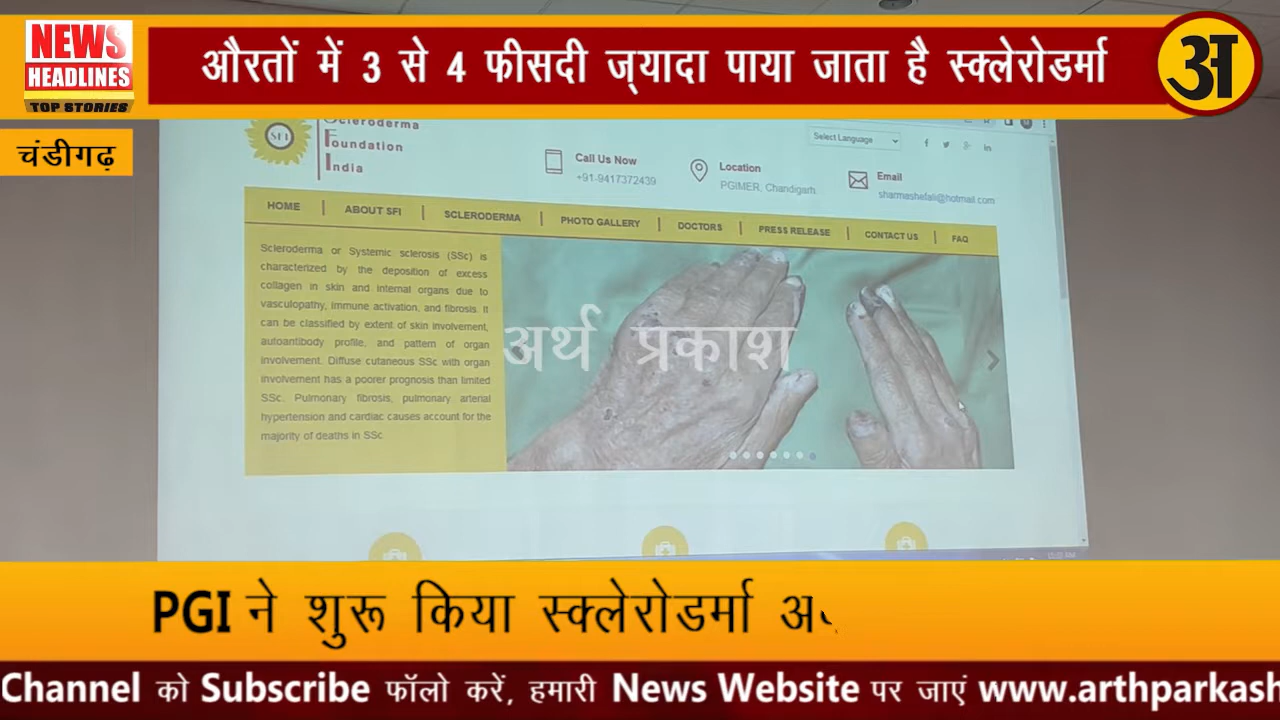 NEWS
HEADLINES
TOP STORIES
औरतों में 3 से 4 फीसदी ज्यादा पाया जाता है स्क्लेरोडर्मा
अ
चंडीगढ़
SFI
Scleroderma
Foundation
India
Select Language
Call Us Now
+91-9417372439
Location
PGIMER, Chandigarh
Email
sharmashefali@hotmail.com
HOME | ABOUT SFI | SCLERODERMA | PHOTO GALLERY | DOCTORS | PRESS RELEASE | CONTACT US | FAQ
Scleroderma or Systemic sclerosis (SSc) is
characterized by the deposition of excess
collagen in skin and internal organs due to
vasculopathy, immune activation, and fibrosis. It
can be classified by extent of skin involvement,
autoantibody profile, and pattern of organ
involvement. Diffuse cutaneous SSc with organ
involvement has a poorer prognosis than limited
SSc. Pulmonary fibrosis, pulmonary arterial
hypertension and cardiac causes account for the
majority of deaths in SSc
अर्थ प्रकाश
PGI ने शुरू किया स्क्लेरोडर्मा
Channel को Subscribe फॉलो करें, हमारी News Website पर जाएं www.arthparkash